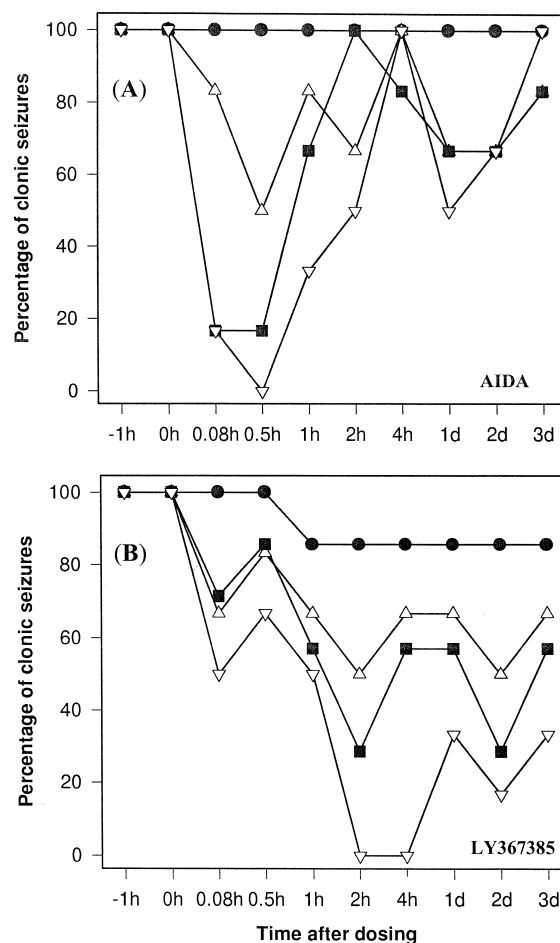 Percentage of clonic seizures
100
80
60
40
20
0
(A)
AIDA
-1h 0h 0.08h 0.5h 1h 2h 4h 1d 2d 3d
Percentage of clonic seizures
100
80
60
40
20
0
(B)
LY367385
-1h 0h 0.08h 0.5h 1h 2h 4h 1d 2d 3d
Time after dosing